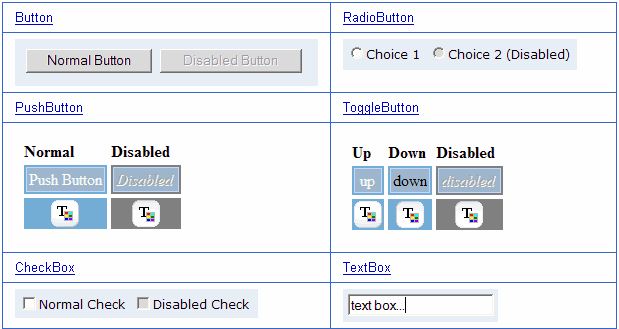 Button
RadioButton
Normal Button Disabled Button
Choice 1 Choice 2 (Disabled)
PushButton
ToggleButton
Normal Disabled
Push Button Disabled
T T
Up Down Disabled
up down disabled
T T T
CheckBox
TextBox
Normal Check Disabled Check
text box...